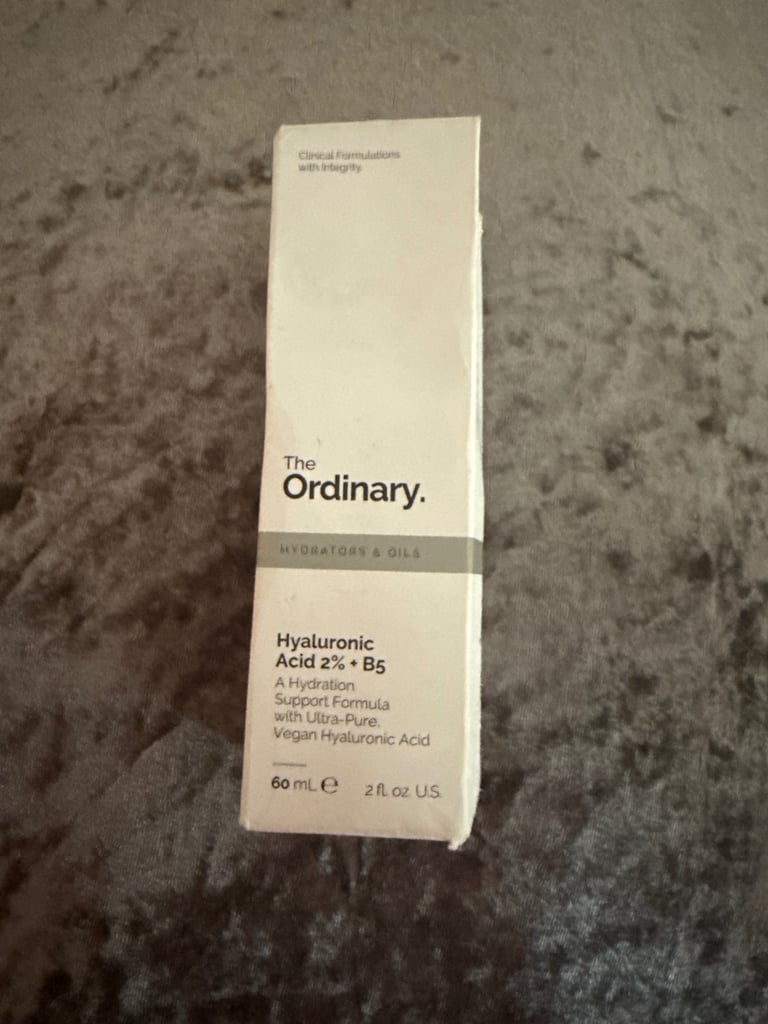 Clinical Formulations
with Integrity.
The
Ordinary.
HYDRATORS & OILS
Hyaluronic
Acid 2% + B5
A Hydration
Support Formula
with Ultra-Pure,
Vegan Hyaluronic Acid
60 mL ℮ 2 fl. oz. U.S.